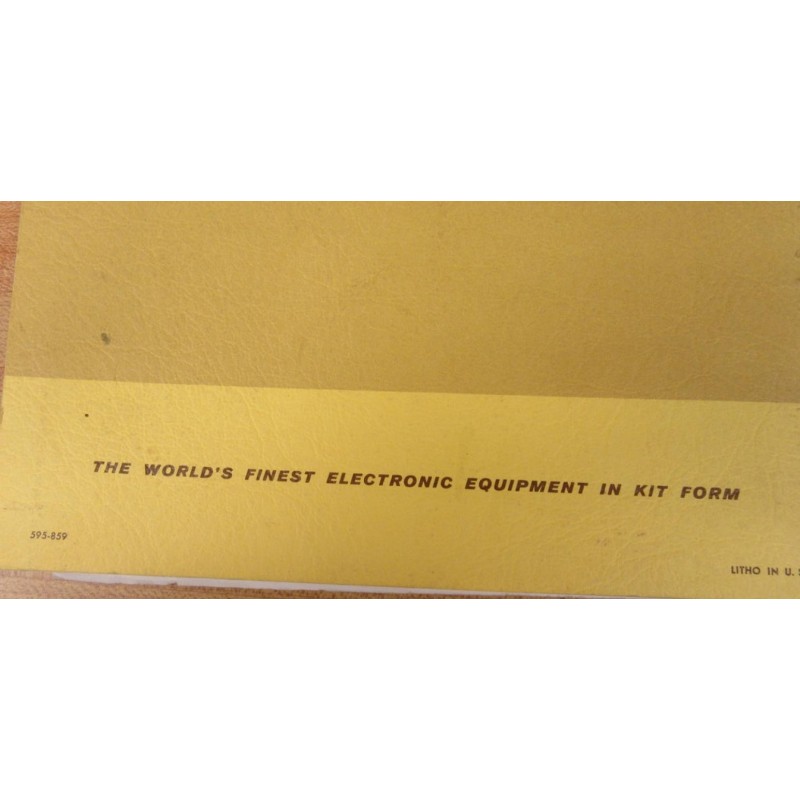 THE WORLD'S FINEST ELECTRONIC EQUIPMENT IN KIT FORM
595-859
LITHO IN U.